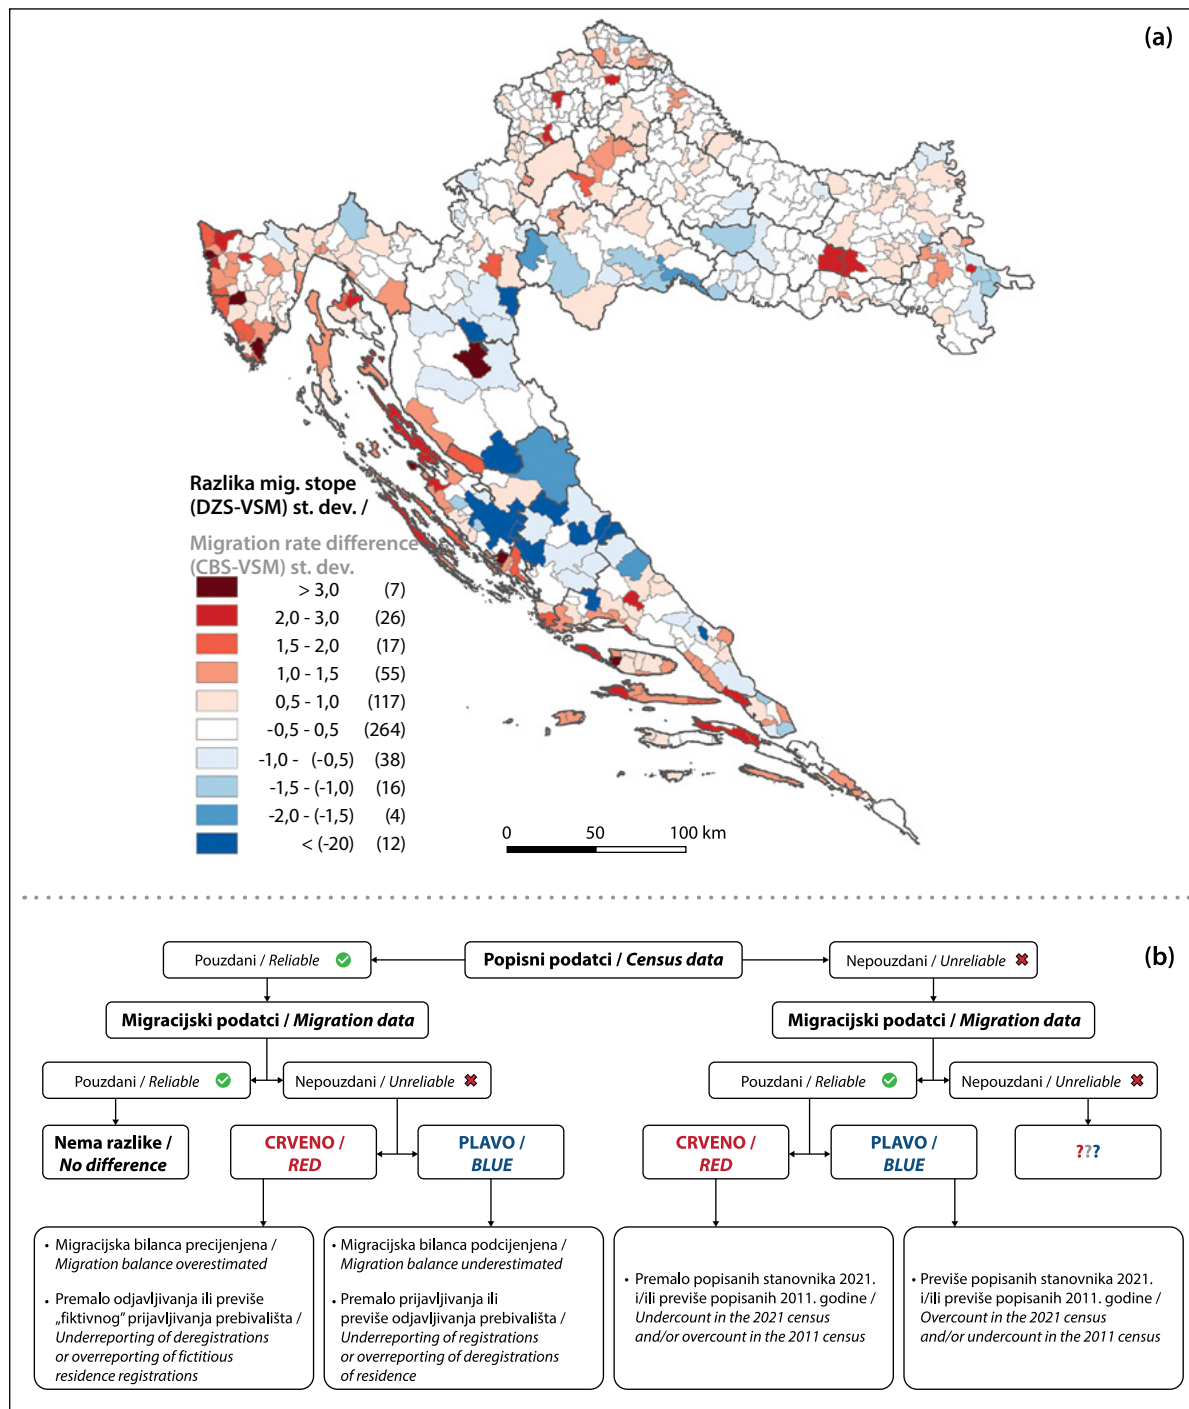 (a)
Razlika mig. stope
(DZS-VSM) st. dev. /
Migration rate difference
(CBS-VSM) st. dev.
> 3,0 (7)
2,0 - 3,0 (26)
1,5 - 2,0 (17)
1,0 - 1,5 (55)
0,5 - 1,0 (117)
-0,5 - 0,5 (264)
-1,0 - (-0,5) (38)
-1,5 - (-1,0) (16)
-2,0 - (-1,5) (4)
< (-20) (12)
0 50 100 km
(b)
Pouzdani / Reliable
Popisni podatci / Census data
Nepouzdani / Unreliable
Migracijski podatci / Migration data
Migracijski podatci / Migration data
Pouzdani / Reliable
Nepouzdani / Unreliable
Pouzdani / Reliable
Nepouzdani / Unreliable
Nema razlike /
No difference
CRVENO /
RED
PLAVO /
BLUE
CRVENO /
RED
PLAVO /
BLUE
???
• Migracijska bilanca precijenjena /
Migration balance overestimated
• Premalo odjavljivanja ili previše
„fiktivnog” prijavljivanja prebivališta /
Underreporting of deregistrations
or overreporting of fictitious
residence registrations
• Migracijska bilanca podcijenjena /
Migration balance underestimated
• Premalo prijavljivanja ili
previše odjavljivanja prebivališta /
Underreporting of registrations
or overreporting of deregistrations
of residence
• Premalo popisanih stanovnika 2021.
i/ili previše popisanih 2011. godine /
Undercount in the 2021 census
and/or overcount in the 2011 census
• Previše popisanih stanovnika 2021.
i/ili previše popisanih 2011. godine /
Overcount in the 2021 census
and/or undercount in the 2011 census